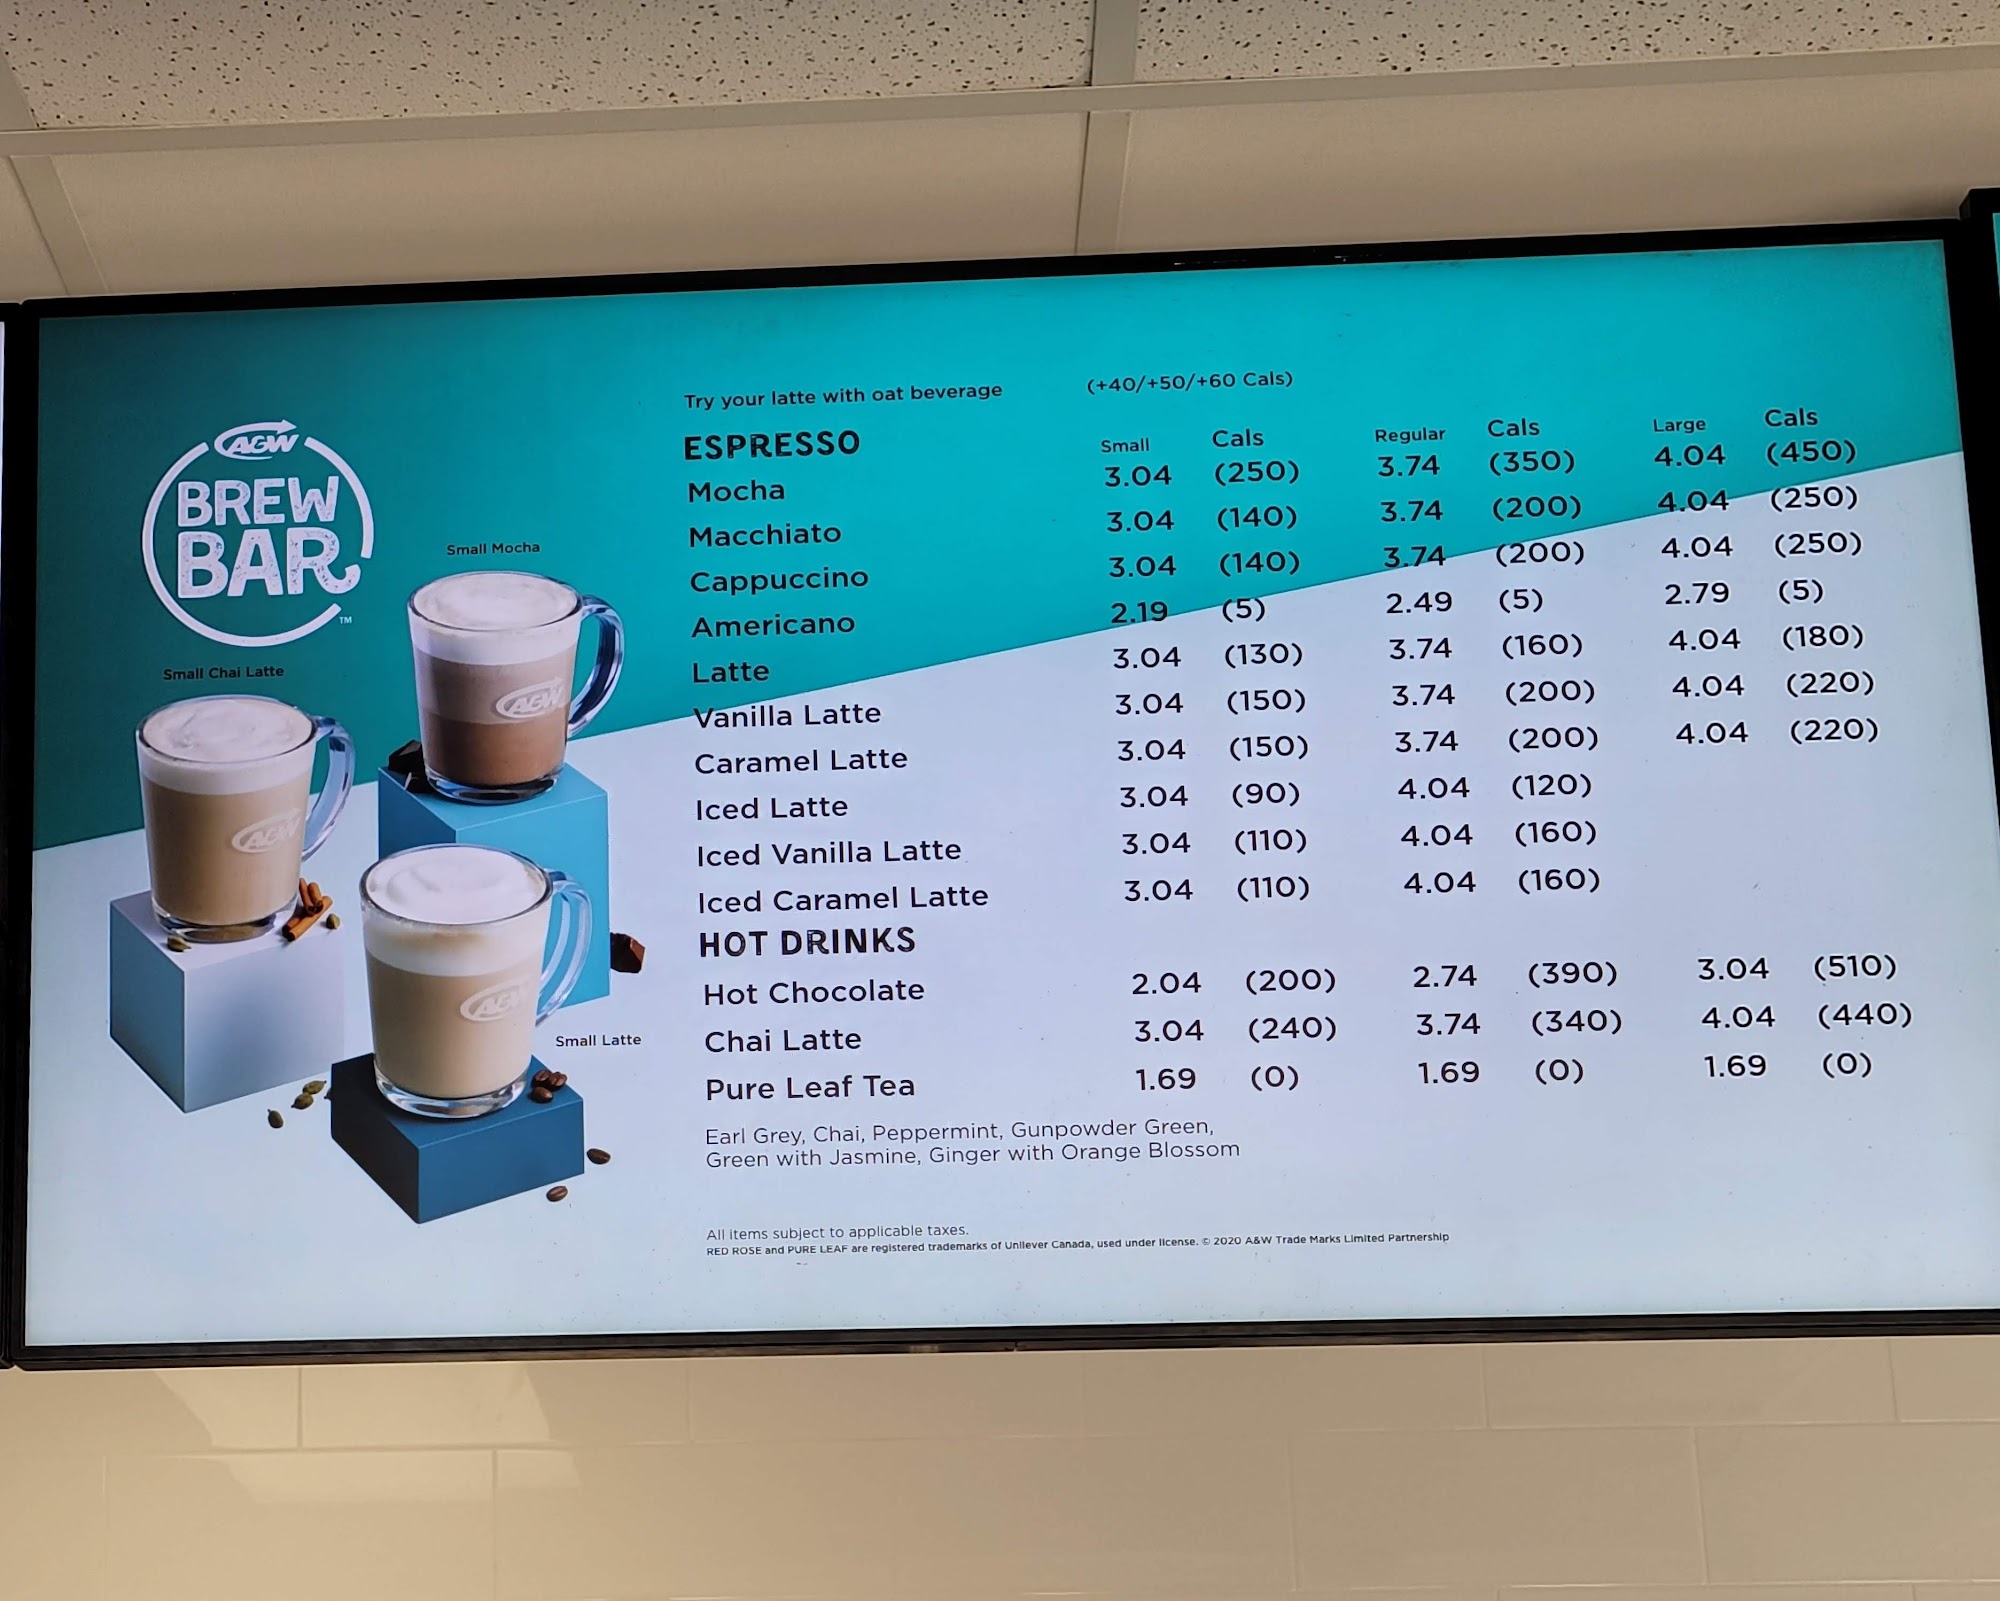 Try your latte with oat beverage (+40/+50/+60 Cals)
A&W
BREW
BAR
TM
ESPRESSO Small Cals Regular Cals Large Cals
Mocha 3.04 (250) 3.74 (350) 4.04 (450)
Macchiato 3.04 (140) 3.74 (200) 4.04 (250)
Cappuccino 3.04 (140) 3.74 (200) 4.04 (250)
Americano 2.19 (5) 2.49 (5) 2.79 (5)
Latte 3.04 (130) 3.74 (160) 4.04 (180)
Vanilla Latte 3.04 (150) 3.74 (200) 4.04 (220)
Caramel Latte 3.04 (150) 3.74 (200) 4.04 (220)
Iced Latte 3.04 (90) 4.04 (120)
Iced Vanilla Latte 3.04 (110) 4.04 (160)
Iced Caramel Latte 3.04 (110) 4.04 (160)
HOT DRINKS
Hot Chocolate 2.04 (200) 2.74 (390) 3.04 (510)
Chai Latte 3.04 (240) 3.74 (340) 4.04 (440)
Pure Leaf Tea 1.69 (0) 1.69 (0) 1.69 (0)
Earl Grey, Chai, Peppermint, Gunpowder Green,
Green with Jasmine, Ginger with Orange Blossom
All items subject to applicable taxes.
RED ROSE and PURE LEAF are registered trademarks of Unilever Canada, used under license. © 2020 A&W Trade Marks Limited Partnership
Small Mocha
A&W
Small Chai Latte
A&W
Small Latte
A&W